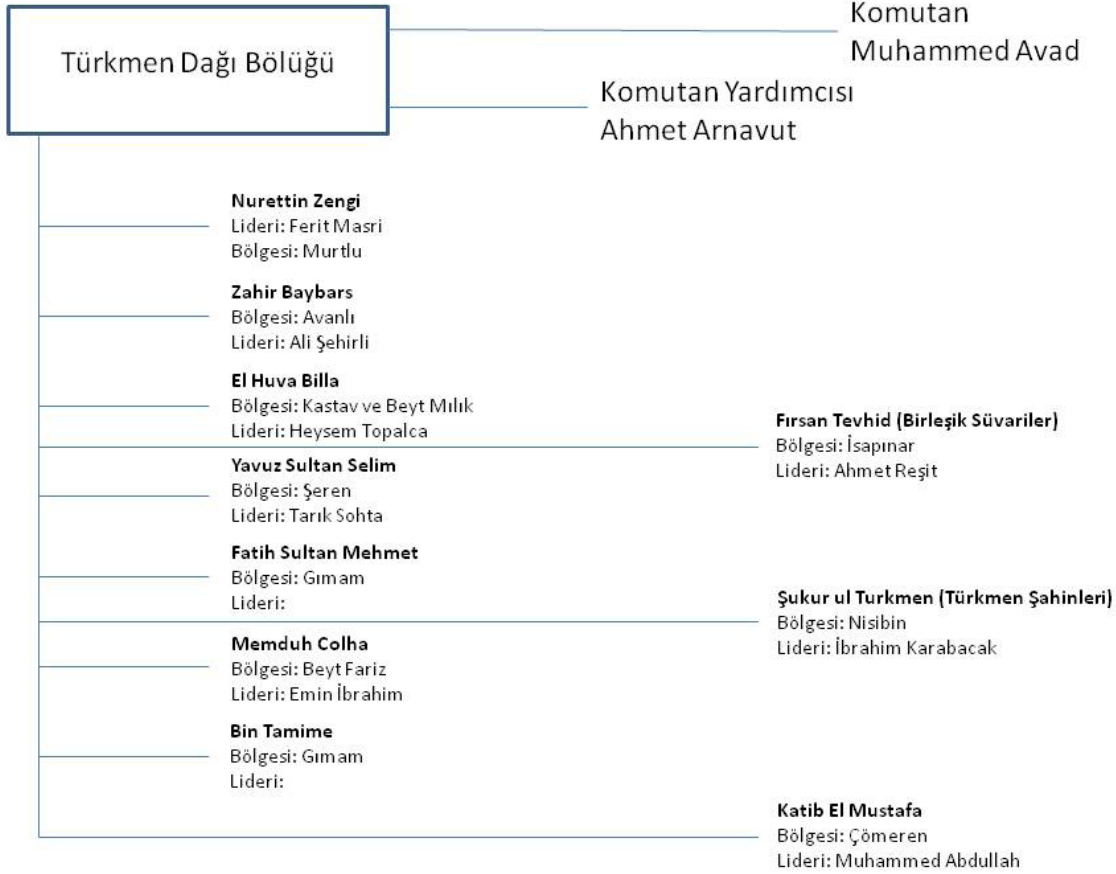 Türkmen Dağı Bölüğü
Komutan
Muhammed Avad
Komutan Yardımcısı
Ahmet Arnavut
Nurettin Zengi
Lideri: Ferit Masri
Bölgesi: Murtlu
Zahir Baybars
Bölgesi: Avanlı
Lideri: Ali Şehirli
El Huva Billa
Bölgesi: Kastav ve Beyt Mılık
Lideri: Heysem Topalca
Fırsan Tevhid (Birleşik Süvariler)
Bölgesi: İsapınar
Lideri: Ahmet Reşit
Yavuz Sultan Selim
Bölgesi: Şeren
Lideri: Tarık Sohta
Fatih Sultan Mehmet
Bölgesi: Gımam
Lideri:
Şukur ul Turkmen (Türkmen Şahinleri)
Bölgesi: Nisibin
Lideri: İbrahim Karabacak
Memduh Colha
Bölgesi: Beyt Fariz
Lideri: Emin İbrahim
Bin Tamime
Bölgesi: Gımam
Lideri:
Katib El Mustafa
Bölgesi: Çömeren
Lideri: Muhammed Abdullah